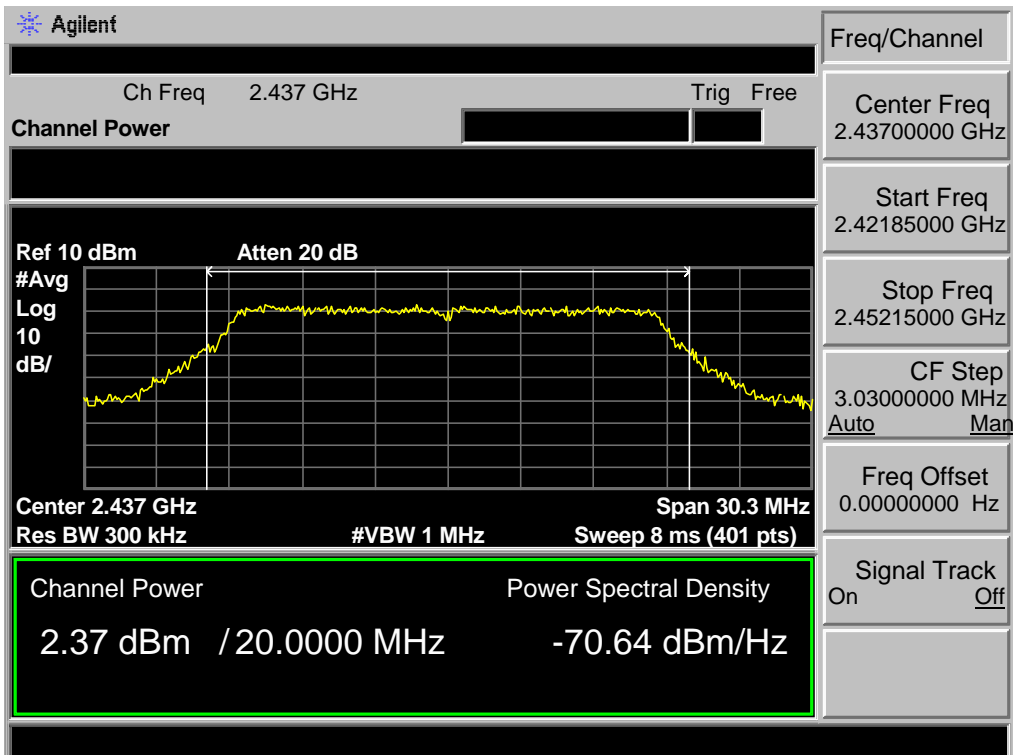 Agilent
Ch Freq 2.437 GHz Trig Free
Channel Power
Ref 10 dBm Atten 20 dB
#Avg
Log
10
dB/
Center 2.437 GHz Span 30.3 MHz
Res BW 300 kHz #VBW 1 MHz Sweep 8 ms (401 pts)
Channel Power Power Spectral Density
2.37 dBm / 20.0000 MHz -70.64 dBm/Hz
Freq/Channel
Center Freq
2.43700000 GHz
Start Freq
2.42185000 GHz
Stop Freq
2.45215000 GHz
CF Step
3.03000000 MHz
Auto Man
Freq Offset
0.00000000 Hz
Signal Track
On Off